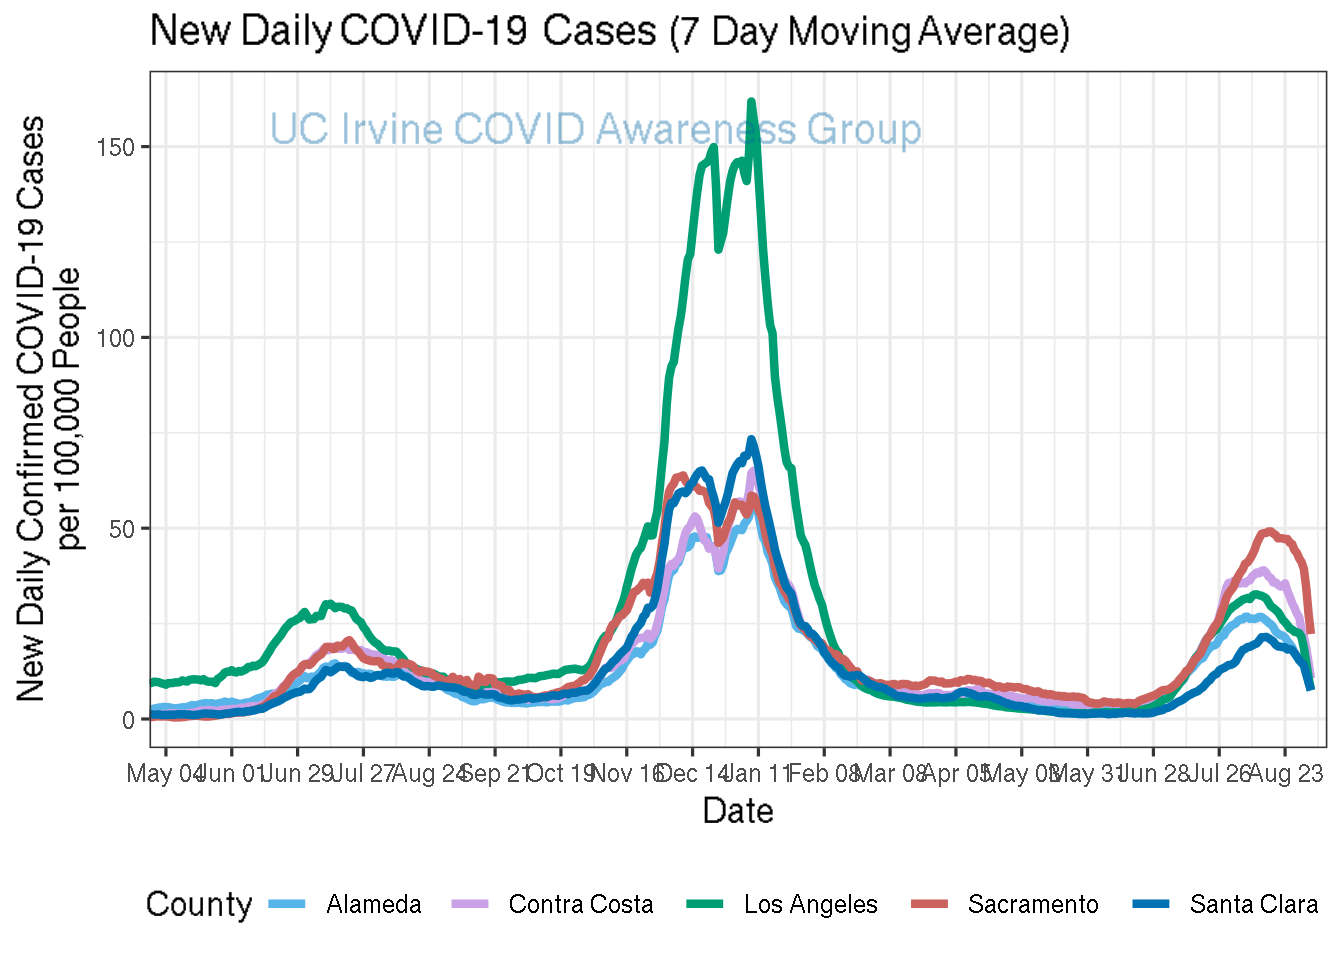 New Daily COVID-19 Cases (7 Day Moving Average)
UC Irvine COVID Awareness Group
New Daily Confirmed COVID-19 Cases
per 100,000 People
150
100
50
0
May 04 Jun 01 Jun 29 Jul 27 Aug 24 Sep 21 Oct 19 Nov 16 Dec 14 Jan 11 Feb 08 Mar 08 Apr 05 May 03 May 31 Jun 28 Jul 26 Aug 23
Date
County Alameda Contra Costa Los Angeles Sacramento Santa Clara